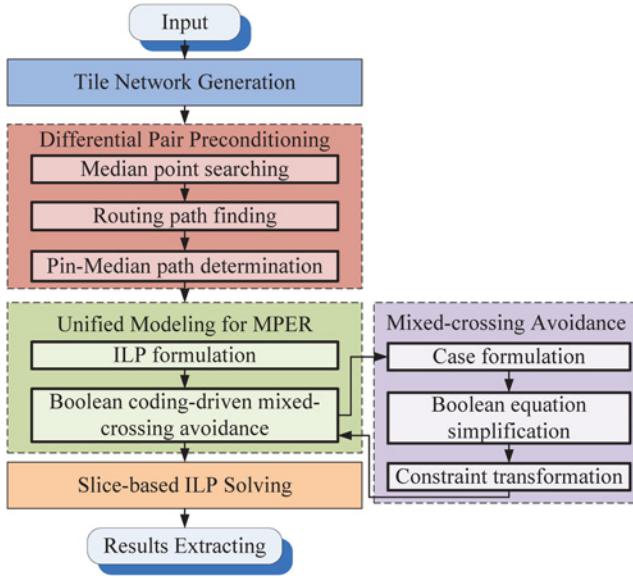 Input
Tile Network Generation
Differential Pair Preconditioning
Median point searching
Routing path finding
Pin-Median path determination
Unified Modeling for MPER
ILP formulation
Boolean coding-driven mixed-
crossing avoidance
Mixed-crossing Avoidance
Case formulation
Boolean equation
simplification
Constraint transformation
Slice-based ILP Solving
Results Extracting